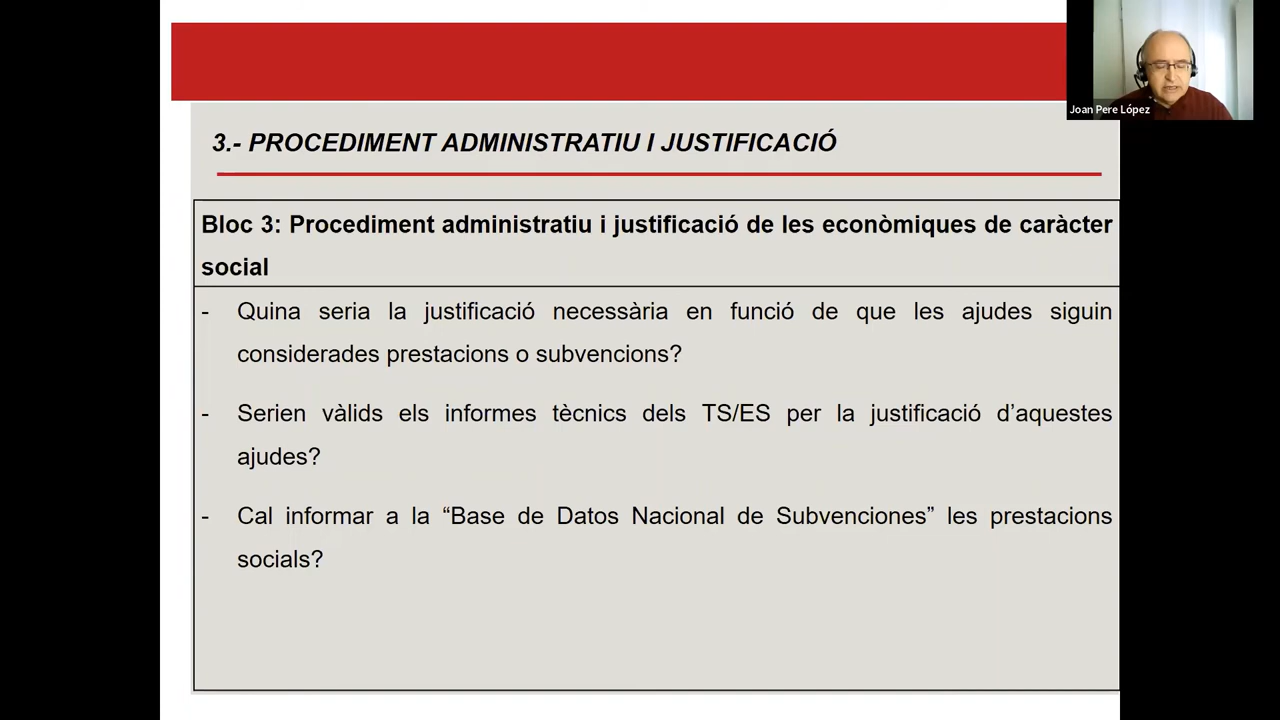 Joan Pere López
3.- PROCEDIMENT ADMINISTRATIU I JUSTIFICACIÓ
Bloc 3: Procediment administratiu i justificació de les econòmiques de caràcter
social
- Quina seria la justificació necessària en funció de que les ajudes siguin
considerades prestacions o subvencions?
- Serien vàlids els informes tècnics dels TS/ES per la justificació d’aquestes
ajudes?
- Cal informar a la “Base de Datos Nacional de Subvenciones” les prestacions
socials?